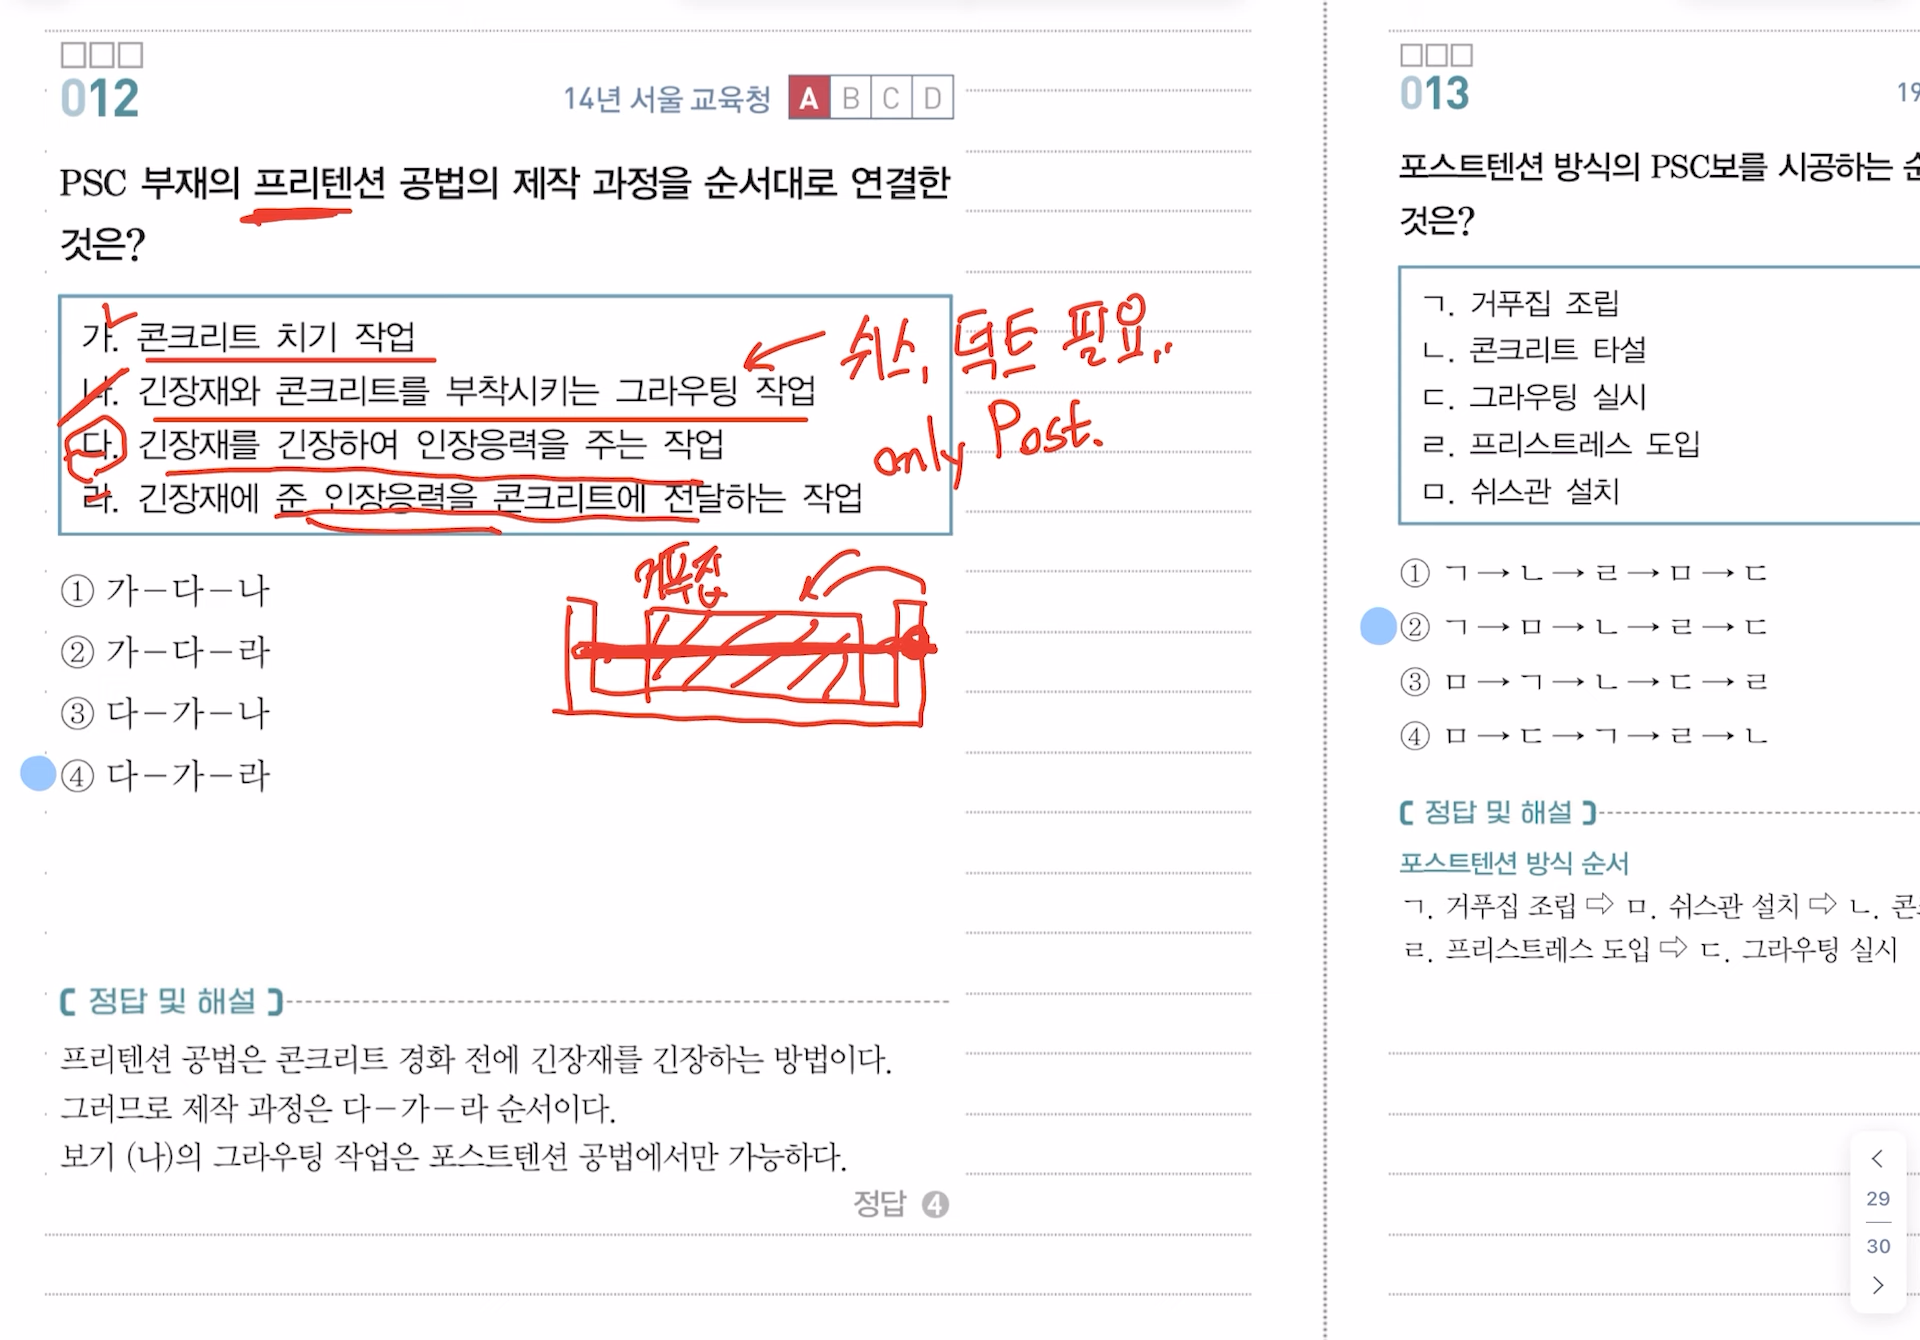 012
14년 서울 교육청 A B C D
PSC 부재의 프리텐션 공법의 제작 과정을 순서대로 연결한
것은?
가. 콘크리트 치기 작업
나. 긴장재와 콘크리트를 부착시키는 그라우팅 작업
다. 긴장재를 긴장하여 인장응력을 주는 작업
라. 긴장재에 준 인장응력을 콘크리트에 전달하는 작업
쉬스, 덕트 필요..
only Post.
거푸집
① 가-다-나
② 가-다-라
③ 다-가-나
④ 다-가-라
【 정답 및 해설 】
프리텐션 공법은 콘크리트 경화 전에 긴장재를 긴장하는 방법이다.
그러므로 제작 과정은 다-가-라 순서이다.
보기 (나)의 그라우팅 작업은 포스트텐션 공법에서만 가능하다.
정답 ④
013
19
포스트텐션 방식의 PSC보를 시공하는 순
것은?
ㄱ. 거푸집 조립
ㄴ. 콘크리트 타설
ㄷ. 그라우팅 실시
ㄹ. 프리스트레스 도입
ㅁ. 쉬스관 설치
① ㄱ → ㄴ → ㄹ → ㅁ → ㄷ
② ㄱ → ㅁ → ㄴ → ㄹ → ㄷ
③ ㅁ → ㄱ → ㄴ → ㄷ → ㄹ
④ ㅁ → ㄷ → ㄱ → ㄹ → ㄴ
【 정답 및 해설 】
포스트텐션 방식 순서
ㄱ. 거푸집 조립 ⇨ ㅁ. 쉬스관 설치 ⇨ ㄴ. 콘
ㄹ. 프리스트레스 도입 ⇨ ㄷ. 그라우팅 실시
29
30